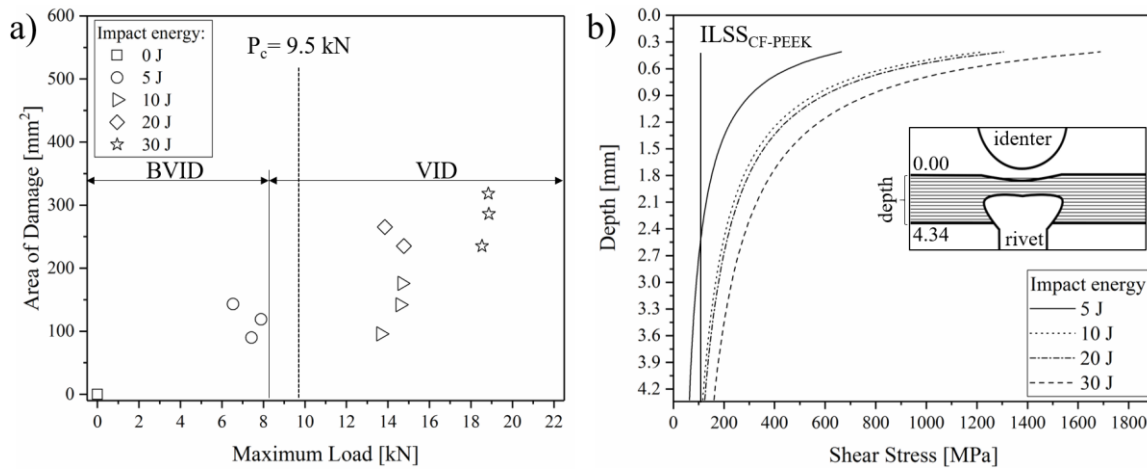 a)
600
500
400
300
200
100
0
Area of Damage [mm²]
Impact energy:
0 J
5 J
10 J
20 J
30 J
P_c= 9.5 kN
BVID
VID
0 2 4 6 8 10 12 14 16 18 20 22
Maximum Load [kN]
b)
0.0
0.3
0.6
0.9
1.2
1.5
1.8
2.1
2.4
2.7
3.0
3.3
3.6
3.9
4.2
Depth [mm]
ILSS_CF-PEEK
identer
0.00
depth
4.34
rivet
Impact energy
5 J
10 J
20 J
30 J
0 200 400 600 800 1000 1200 1400 1600 1800
Shear Stress [MPa]